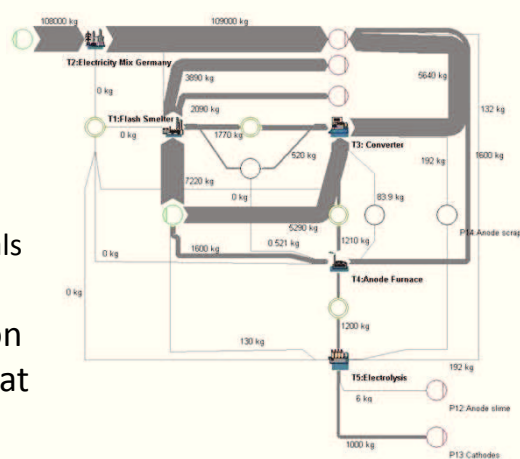 108000 kg
109000 kg
T2:Electricity Mix Germany
3890 kg
5640 kg
0 kg
2090 kg
132 kg
T1:Flash Smelter
0 kg
1770 kg
T3: Converter
1600 kg
520 kg
192 kg
7220 kg
0 kg
83.9 kg
5290 kg
1210 kg
P14:Anode scrap
als
1600 kg
0.521 kg
0 kg
T4:Anode Furnace
0 kg
on
1200 kg
130 kg
at
192 kg
T5:Electrolysis
6 kg
P12:Anode slime
1000 kg
P13:Cathodes